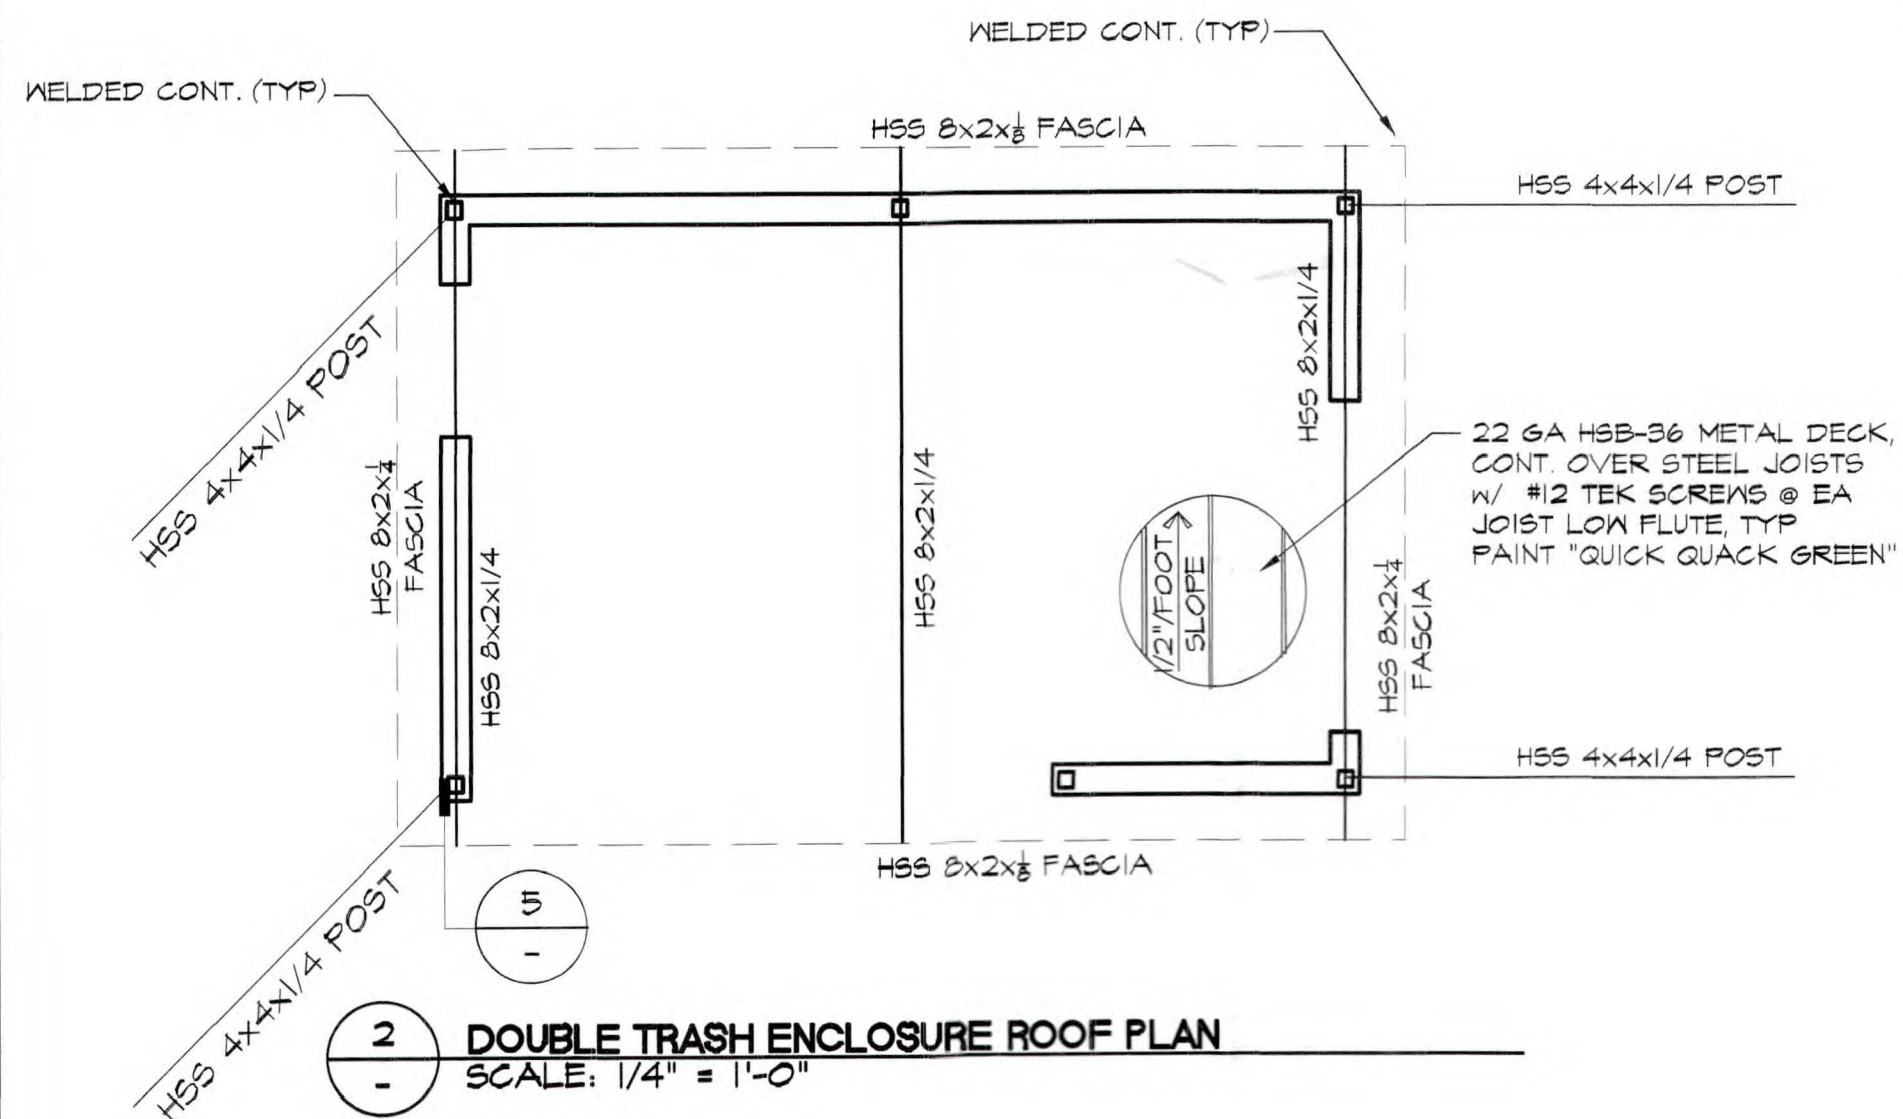 WELDED CONT. (TYP)
WELDED CONT. (TYP)
HSS 8x2x1/8 FASCIA
HSS 4x4x1/4 POST
HSS 4x4x1/4 POST
HSS 8x2x1/4
HSS 8x2x1/4
FASCIA
HSS 8x2x1/4
HSS 8x2x1/4
22 GA HSB-36 METAL DECK,
CONT. OVER STEEL JOISTS
W/ #12 TEK SCREWS @ EA
JOIST LOW FLUTE, TYP
PAINT "QUICK QUACK GREEN"
1/2"/FOOT
SLOPE
HSS 8x2x1/4
FASCIA
HSS 4x4x1/4 POST
HSS 8x2x1/8 FASCIA
HSS 4x4x1/4 POST
5
-
2
-
DOUBLE TRASH ENCLOSURE ROOF PLAN
SCALE: 1/4" = 1'-0"